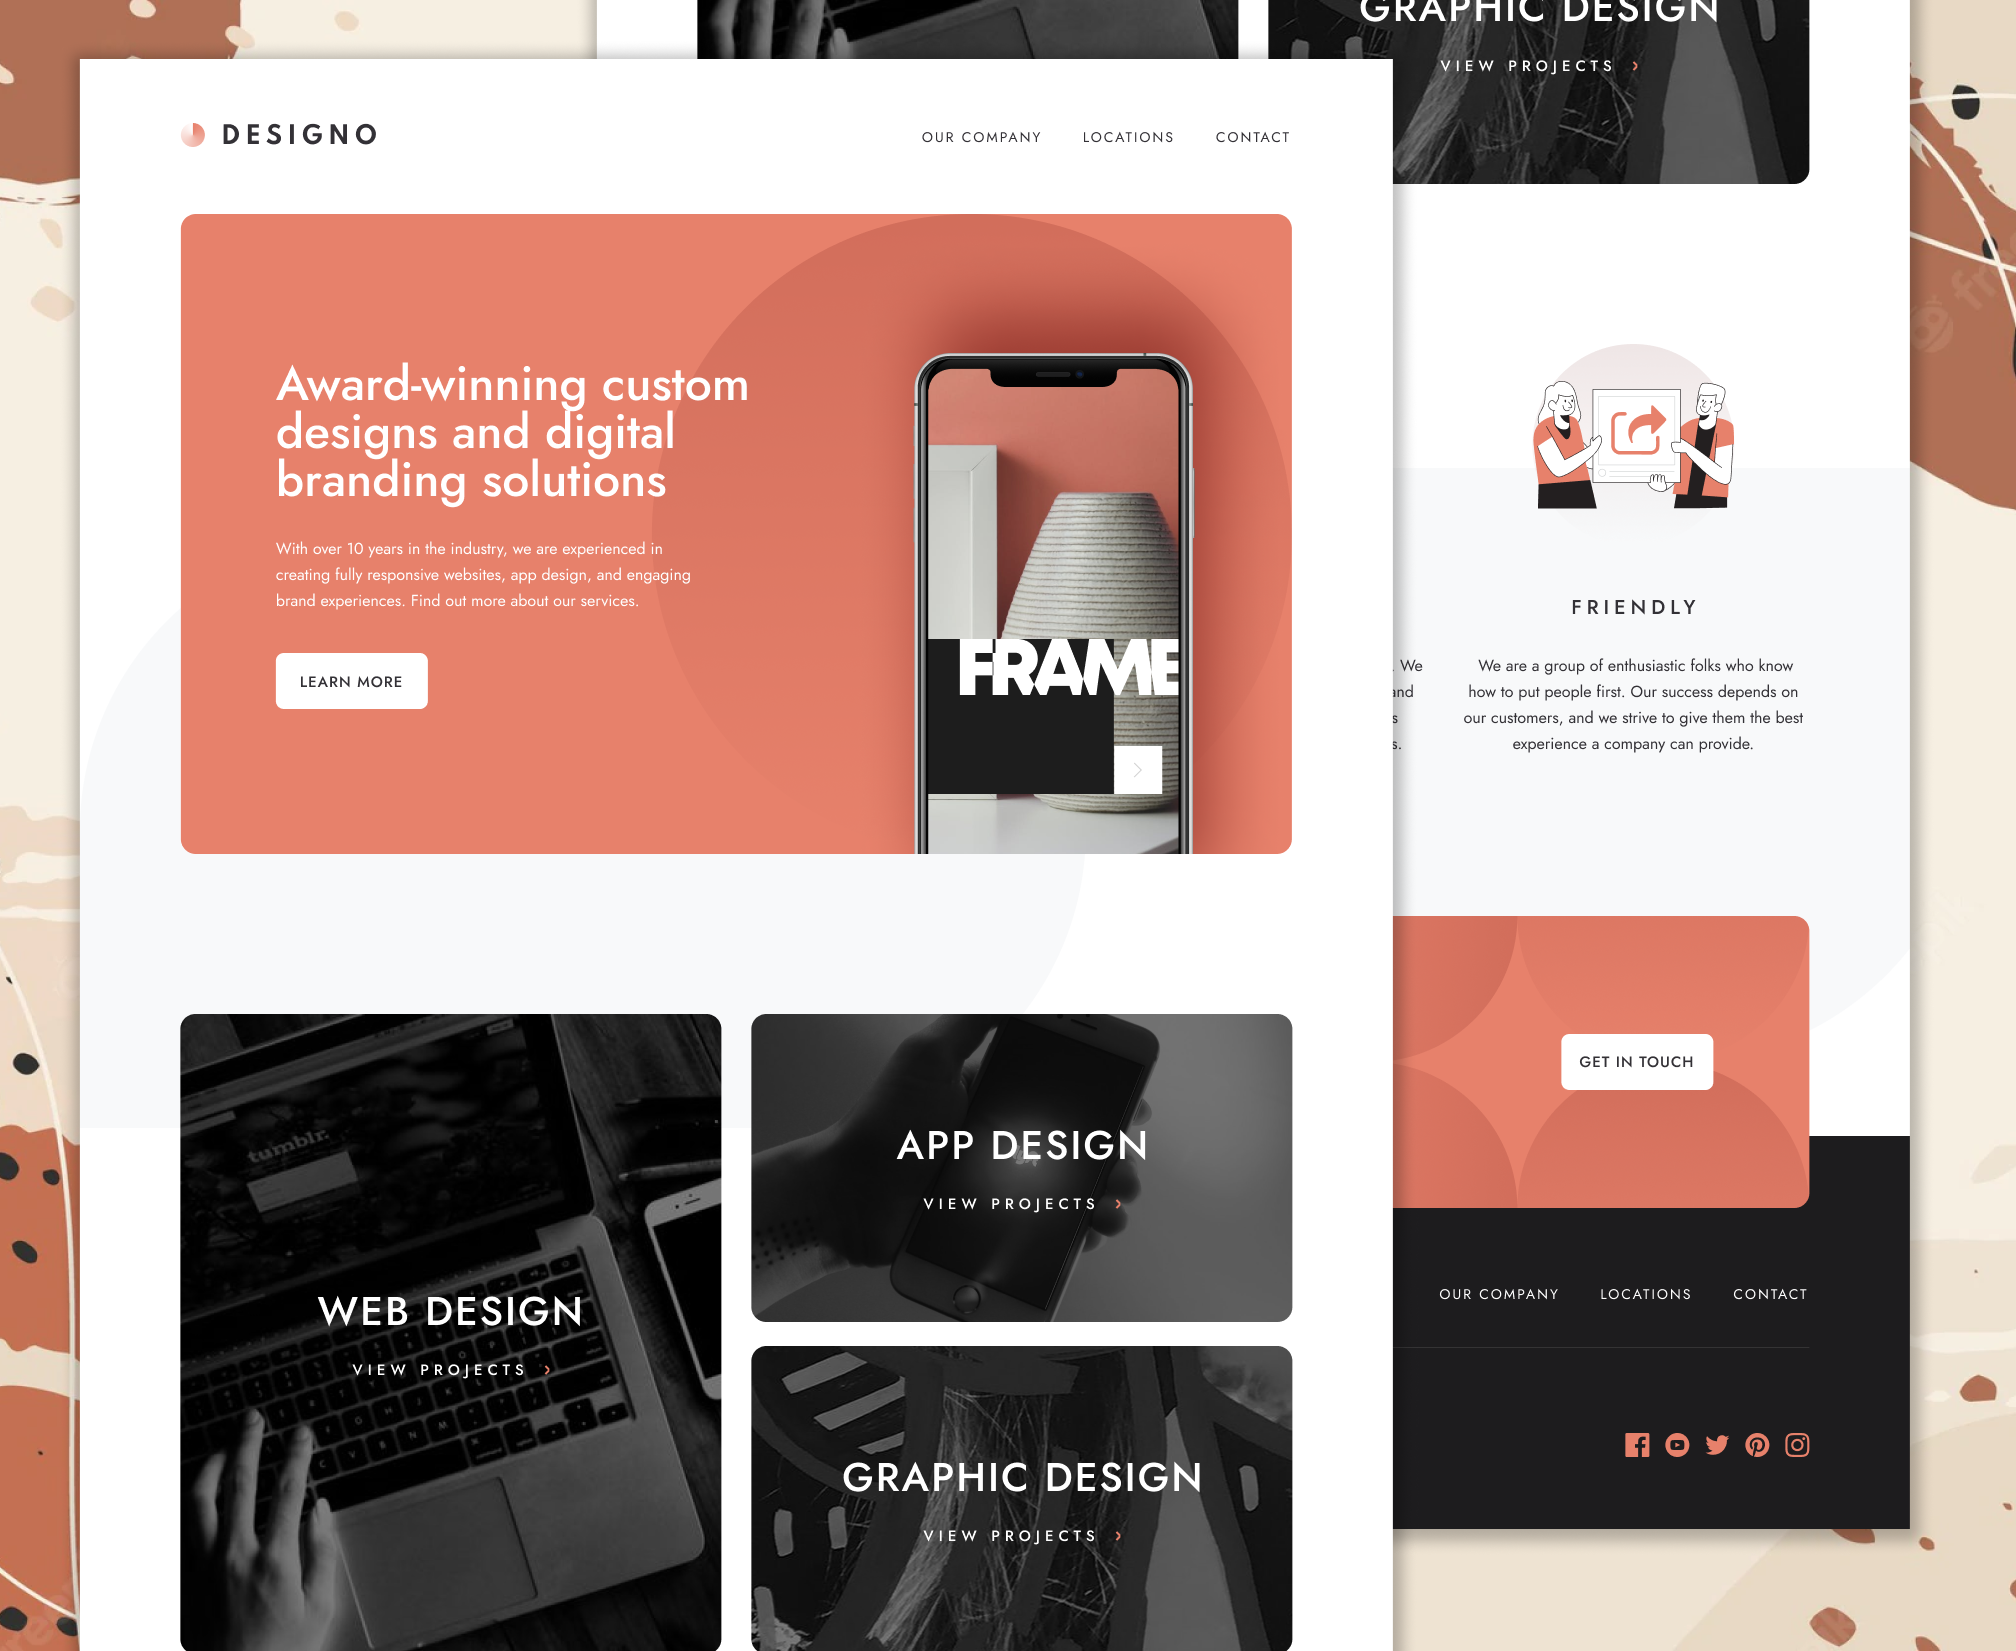 GRAPHIC DESIGN
VIEW PROJECTS
DESIGNO
OUR COMPANY
LOCATIONS
CONTACT
Award-winning custom
designs and digital
branding solutions
With over 10 years in the industry, we are experienced in
creating fully responsive websites, app design, and engaging
brand experiences. Find out more about our services.
LEARN MORE
FRAME
tumblr.
WEB DESIGN
VIEW PROJECTS
APP DESIGN
VIEW PROJECTS
GRAPHIC DESIGN
VIEW PROJECTS
. We
and
s
s.
FRIENDLY
We are a group of enthusiastic folks who know
how to put people first. Our success depends on
our customers, and we strive to give them the best
experience a company can provide.
GET IN TOUCH
OUR COMPANY
LOCATIONS
CONTACT